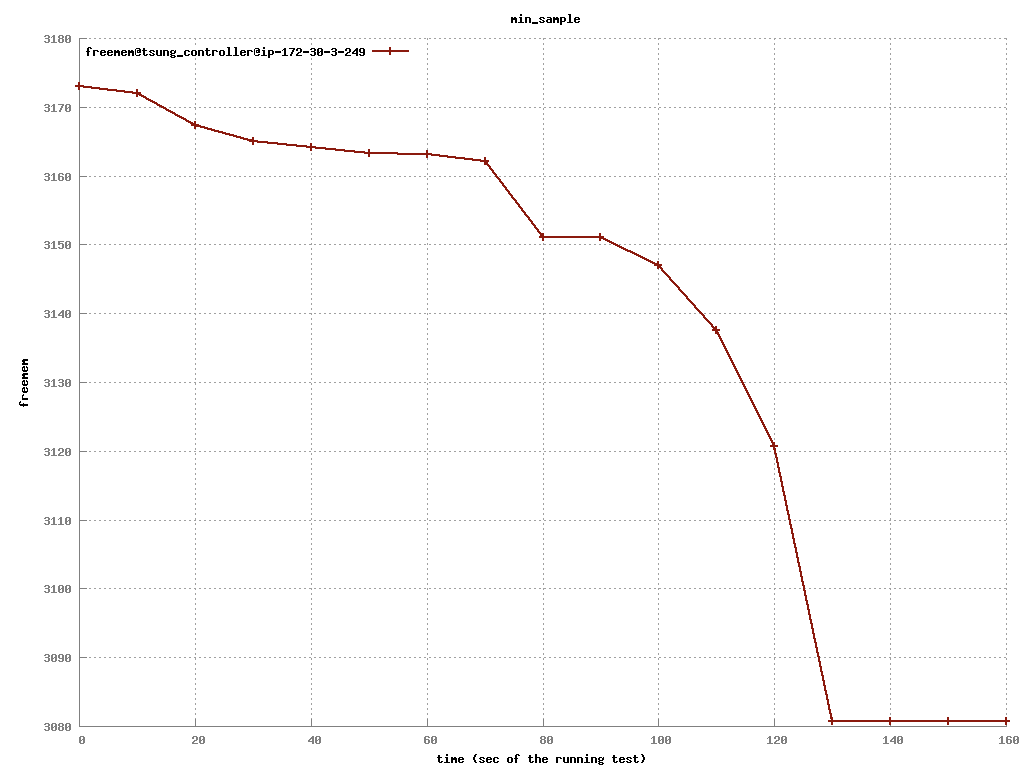 min_sample
freemem@tsung_controller@ip-172-30-3-249
3180
3170
3160
3150
3140
3130
3120
3110
3100
3090
3080
freemem
0 20 40 60 80 100 120 140 160
time (sec of the running test)